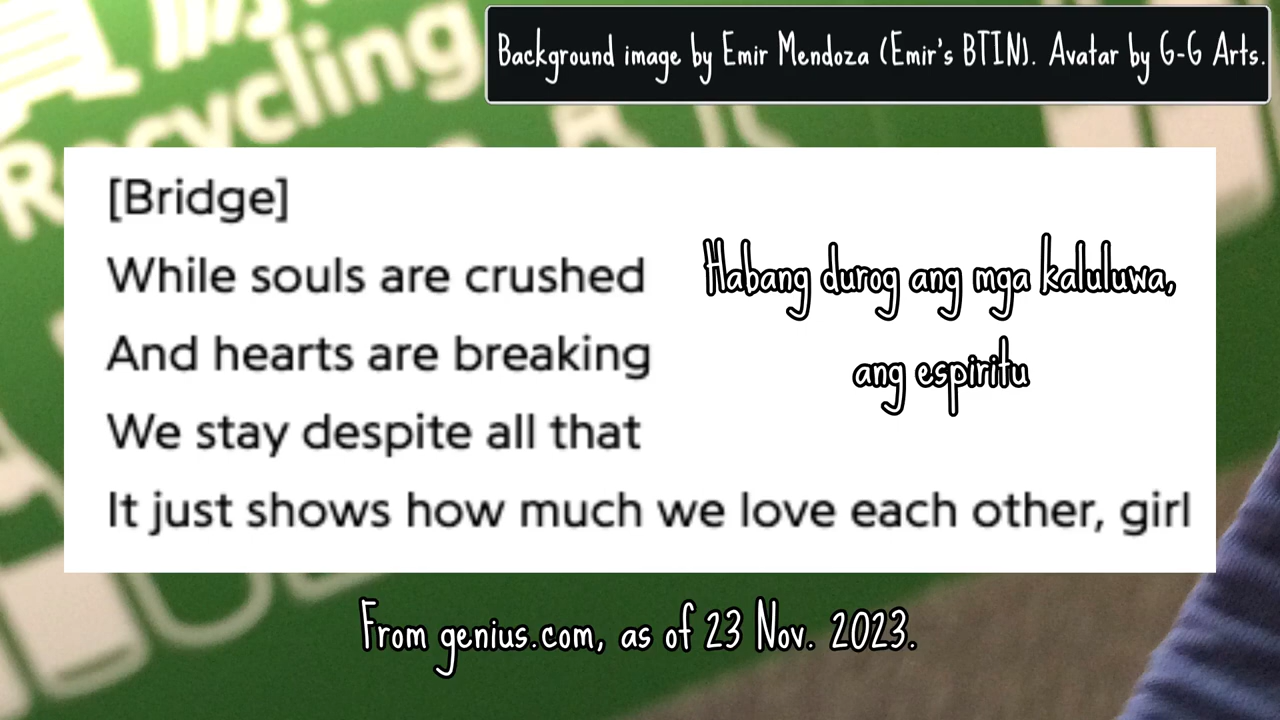 Recycling
Background image by Emir Mendoza (Emir's BTIN). Avatar by G-G Arts.
[Bridge]
While souls are crushed
Habang durog ang mga kaluluwa,
And hearts are breaking
ang espiritu
We stay despite all that
It just shows how much we love each other, girl
From genius.com, as of 23 Nov. 2023.